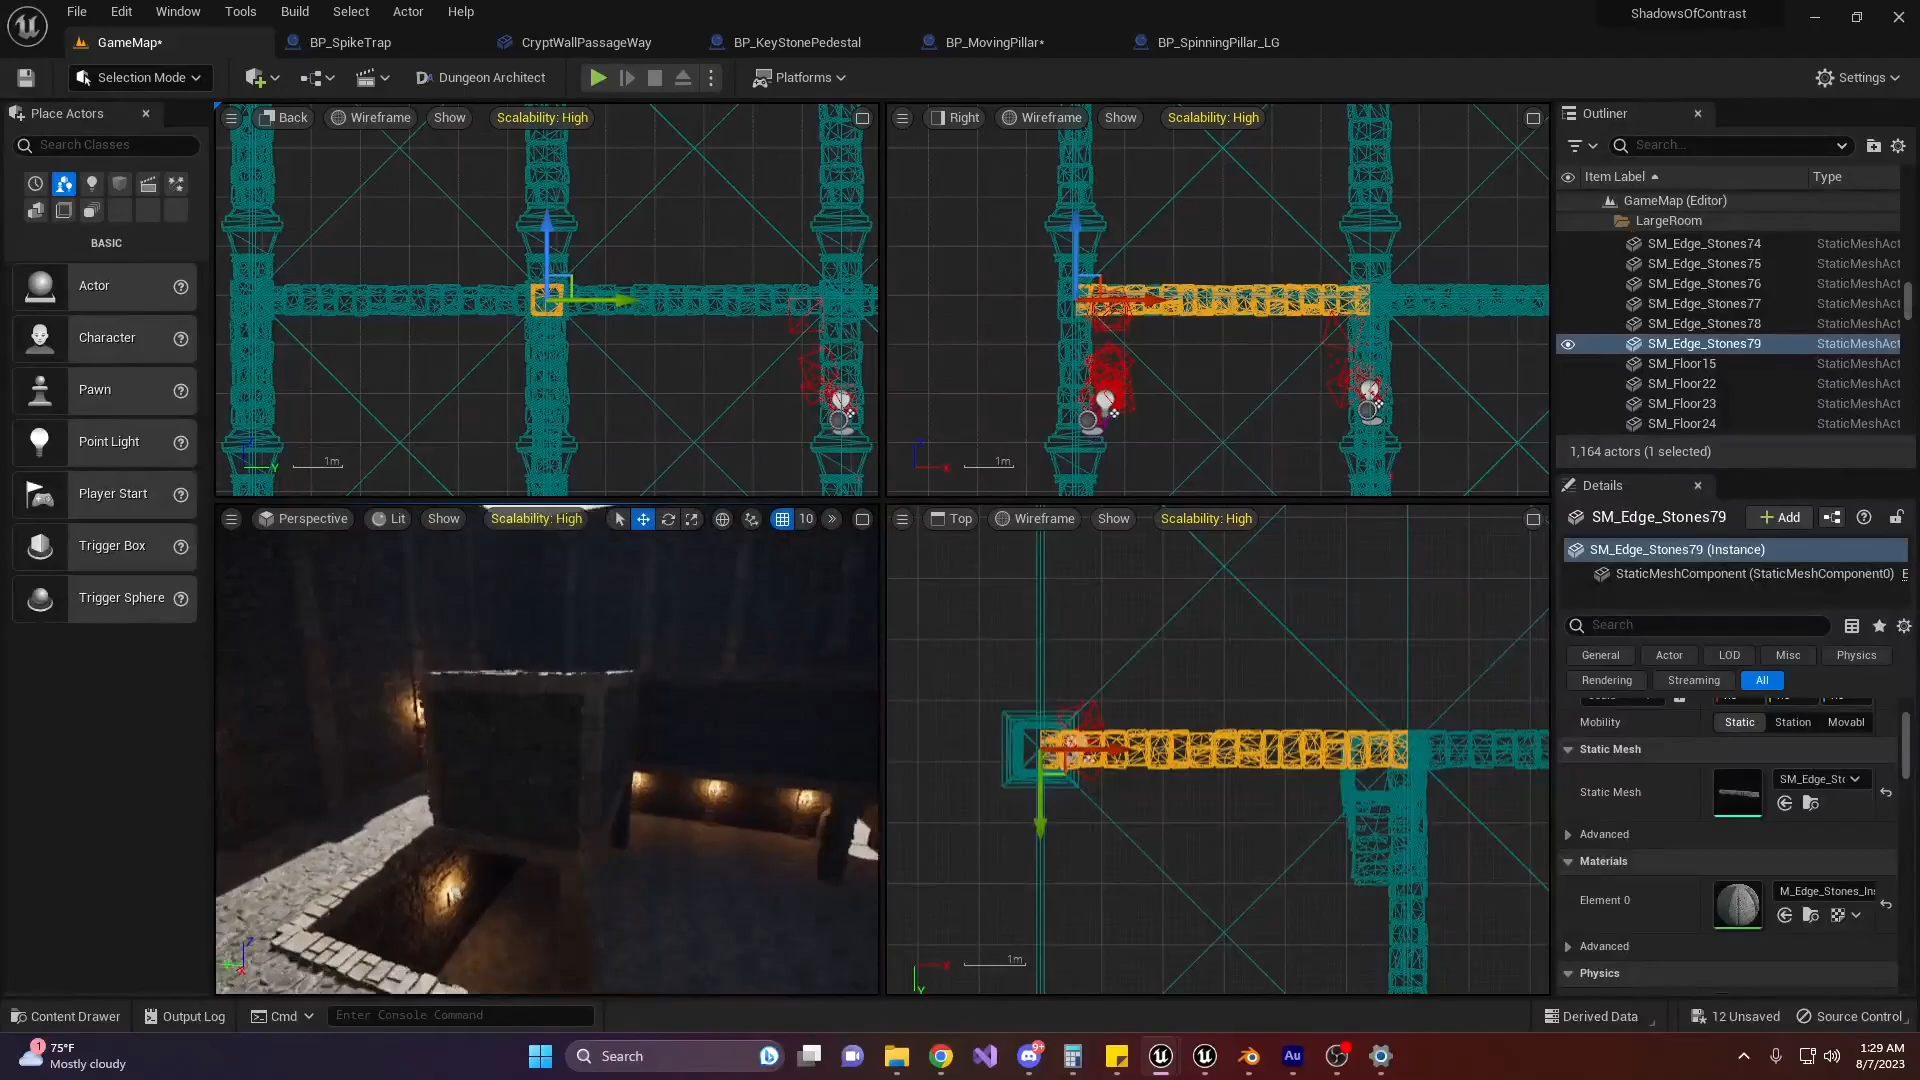 File Edit Window Tools Build Select Actor Help
ShadowsOfContrast
GameMap*
BP_SpikeTrap
CryptWallPassageWay
BP_KeyStonePedestal
BP_MovingPillar*
BP_SpinningPillar_LG
Selection Mode
Dungeon Architect
Platforms
Settings
Place Actors
Search Classes
BASIC
Actor
Character
Pawn
Point Light
Player Start
Trigger Box
Trigger Sphere
Back Wireframe Show Scalability: High
1m
Right Wireframe Show Scalability: High
1m
Perspective Lit Show Scalability: High 10
Top Wireframe Show Scalability: High
1m
Outliner
Search...
Item Label Type
GameMap (Editor)
LargeRoom
SM_Edge_Stones74 StaticMeshAct
SM_Edge_Stones75 StaticMeshAct
SM_Edge_Stones76 StaticMeshAct
SM_Edge_Stones77 StaticMeshAct
SM_Edge_Stones78 StaticMeshAct
SM_Edge_Stones79 StaticMeshAct
SM_Floor15 StaticMeshAct
SM_Floor22 StaticMeshAct
SM_Floor23 StaticMeshAct
SM_Floor24 StaticMeshAct
1,164 actors (1 selected)
Details
SM_Edge_Stones79 Add
SM_Edge_Stones79 (Instance)
StaticMeshComponent (StaticMeshComponent0) E
Search
General Actor LOD Misc Physics
Rendering Streaming All
Mobility Static Station Movabl
Static Mesh
Static Mesh SM_Edge_Stc
Advanced
Materials
Element 0 M_Edge_Stones_Ins
Advanced
Physics
Content Drawer Output Log Cmd Enter Console Command
Derived Data 12 Unsaved Source Control
1
75°F
Mostly cloudy
Search
9+
Au
1:29 AM
8/7/2023